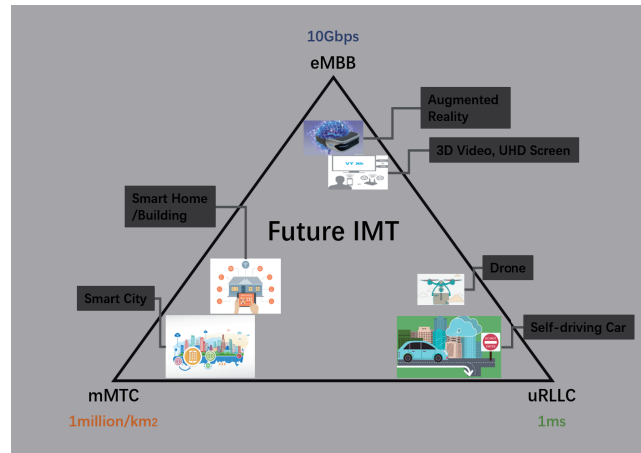 10Gbps
eMBB
Augmented
Reality
3D Video, UHD Screen
Smart Home
/Building
Future IMT
Drone
Smart City
Self-driving Car
mMTC
uRLLC
1million/km2
1ms